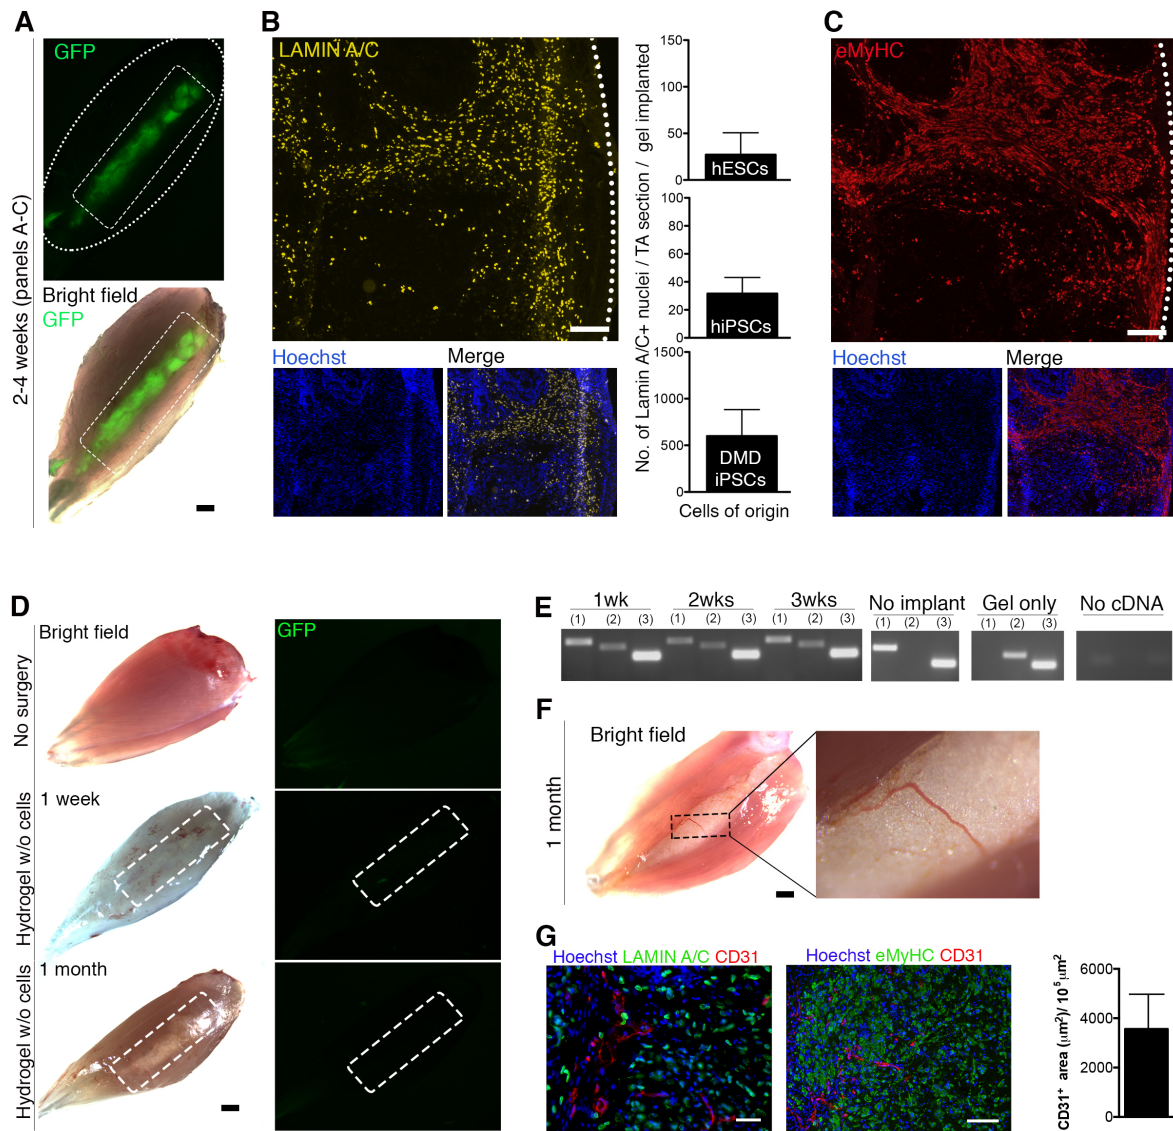 A
2-4 weeks (panels A-C)
GFP
Bright field
GFP
B
LAMIN A/C
Hoechst
Merge
No. of Lamin A/C+ nuclei / TA section / gel implanted
150
100
50
0
hESCs
100
80
60
40
20
0
hiPSCs
1500
1000
500
0
DMD
iPSCs
Cells of origin
C
eMyHC
Hoechst
Merge
D
No surgery
Bright field
GFP
Hydrogel w/o cells
1 week
Hydrogel w/o cells
1 month
E
1wk 2wks 3wks No implant Gel only No cDNA
(1) (2) (3) (1) (2) (3) (1) (2) (3) (1) (2) (3) (1) (2) (3) (1) (2) (3)
F
1 month
Bright field
G
Hoechst LAMIN A/C CD31
Hoechst eMyHC CD31
CD31⁺ area (µm²)/ 10⁵µm²
6000
4000
2000
0